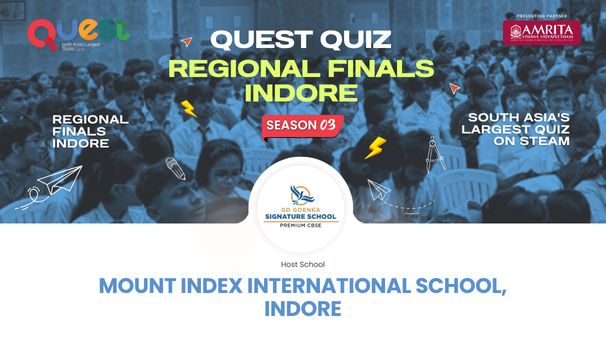 Quest
South Asia's Largest
TEAM Quiz
PRESENTING PARTNER
AMRITA
VISHWA VIDYAPEETHAM
QUEST QUIZ
REGIONAL FINALS
INDORE
SEASON 03
REGIONAL
FINALS
INDORE
SOUTH ASIA'S
LARGEST QUIZ
ON STEAM
GD GOENKA
SIGNATURE SCHOOL
PREMIUM CBSE
Host School
MOUNT INDEX INTERNATIONAL SCHOOL,
INDORE